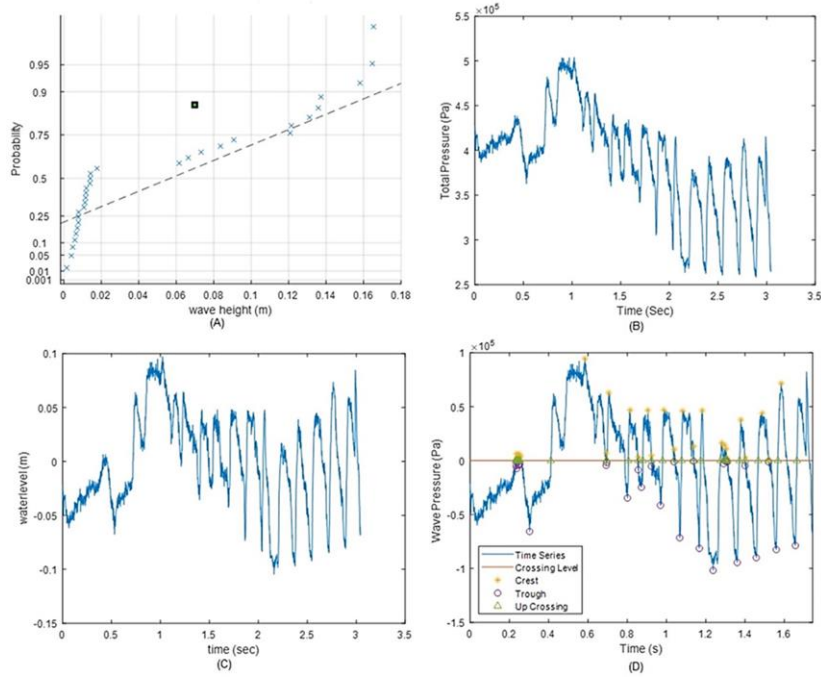 0.95
0.9
0.75
0.5
0.25
0.1
0.05
0.01
0.001
Probability
0 0.02 0.04 0.06 0.08 0.1 0.12 0.14 0.16 0.18
wave height (m)
(A)
×10⁵
5.5
5
4.5
4
3.5
3
2.5
Total Pressure (Pa)
0 0.5 1 1.5 2 2.5 3 3.5
Time (Sec)
(B)
0.1
0.05
0
-0.05
-0.1
-0.15
waterlevel (m)
0 0.5 1 1.5 2 2.5 3 3.5
time (sec)
(C)
×10⁵
1
0.5
0
-0.5
-1
-1.5
Wave Pressure (Pa)
Time Series
Crossing Level
Crest
Trough
Up Crossing
0 0.2 0.4 0.6 0.8 1 1.2 1.4 1.6
Time (s)
(D)